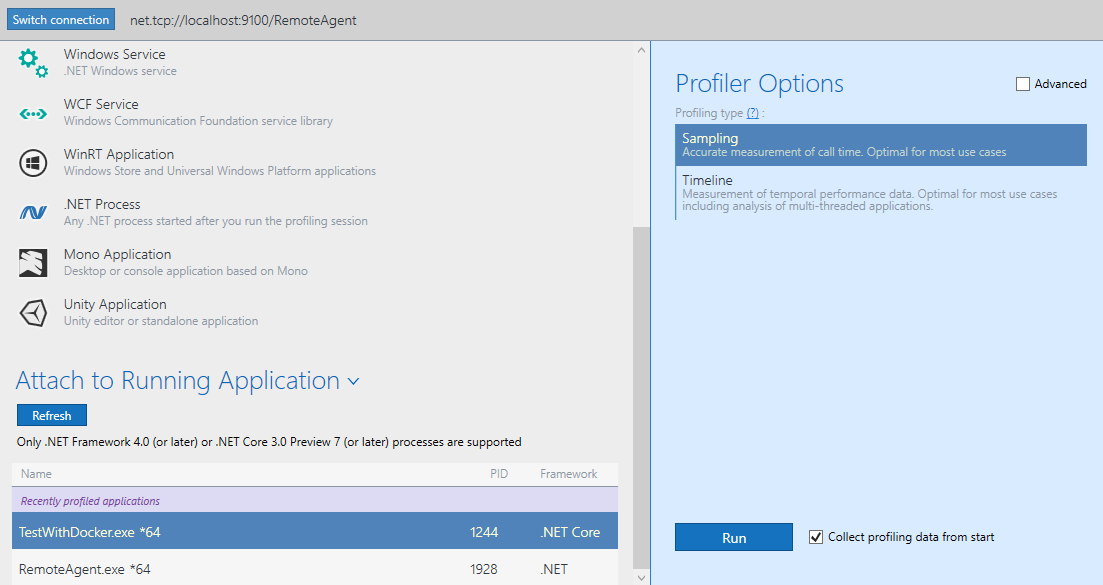 Switch connection net.tcp://localhost:9100/RemoteAgent
Windows Service
.NET Windows service
WCF Service
Windows Communication Foundation service library
WinRT Application
Windows Store and Universal Windows Platform applications
.NET Process
Any .NET process started after you run the profiling session
Mono Application
Desktop or console application based on Mono
Unity Application
Unity editor or standalone application
Attach to Running Application
Refresh
Only .NET Framework 4.0 (or later) or .NET Core 3.0 Preview 7 (or later) processes are supported
Name PID Framework
Recently profiled applications
TestWithDocker.exe *64 1244 .NET Core
RemoteAgent.exe *64 1928 .NET
Profiler Options
Advanced
Profiling type (?) :
Sampling
Accurate measurement of call time. Optimal for most use cases
Timeline
Measurement of temporal performance data. Optimal for most use cases
including analysis of multi-threaded applications.
Run
Collect profiling data from start